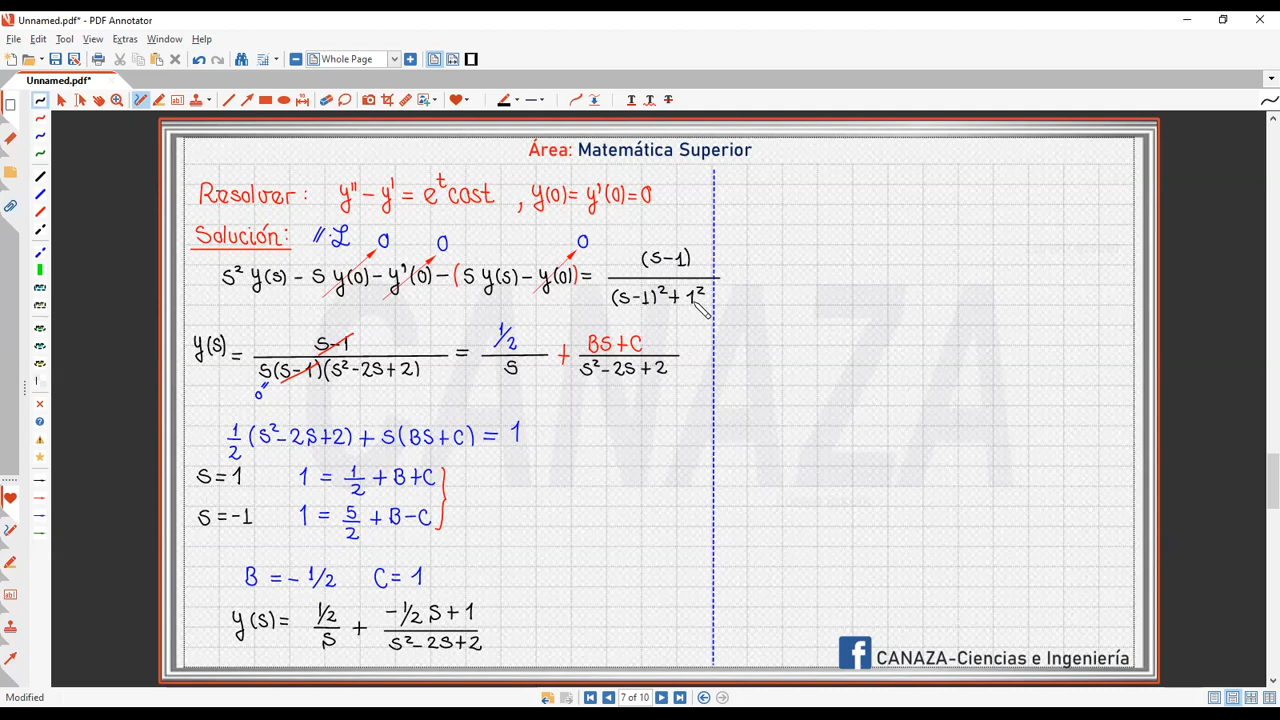 Unnamed.pdf* - PDF Annotator
File Edit Tool Extras Window Help
Whole Page
Unnamed.pdf*
Área: Matemática Superior
Resolver: y'' - y' = e^t cost , y(0) = y'(0) = 0
Solución: //:ℒ 0 0 0
s² y(s) - s y(0) - y'(0) - (s y(s) - y(0)) = (s-1) / ((s-1)² + 1²)
y(s) = s-1 / (s(s-1)(s²-2s+2)) = 1/2 / s + Bs+C / (s²-2s+2)
0''
1/2 (s²-2s+2) + s(Bs+C) = 1
s = 1 1 = 1/2 + B+C
s = -1 1 = 5/2 + B-C
B = -1/2 C = 1
y(s) = 1/2 / s + -1/2 s + 1 / (s²-2s+2)
CANAZA
CANAZA-Ciencias e Ingeniería
Modified
7 of 10